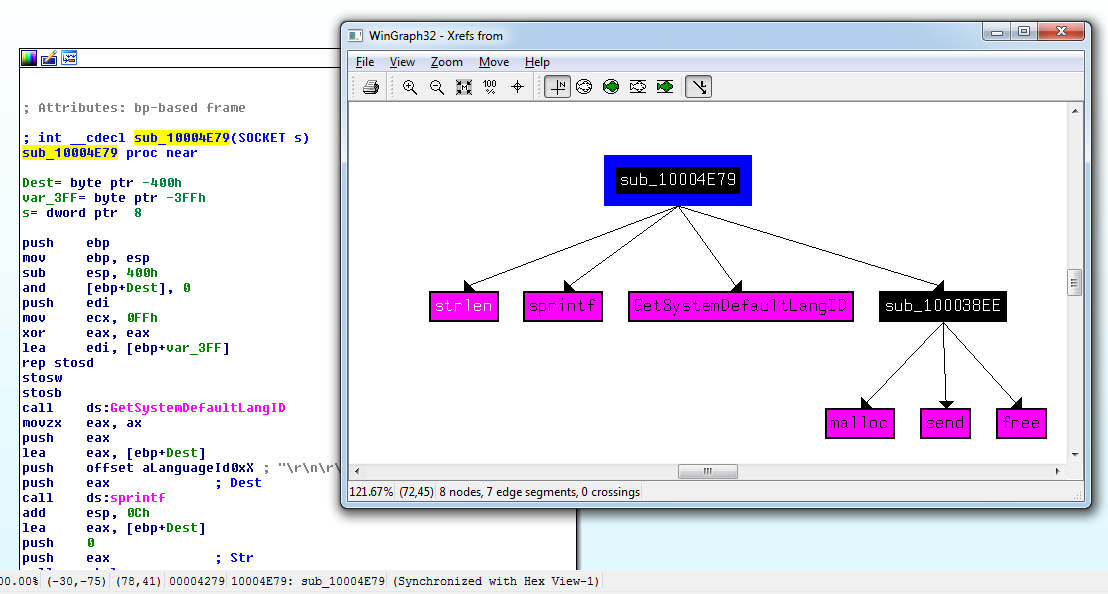 WinGraph32 - Xrefs from
File View Zoom Move Help
100 %
N
; Attributes: bp-based frame
; int __cdecl sub_10004E79(SOCKET s)
sub_10004E79 proc near
Dest= byte ptr -400h
var_3FF= byte ptr -3FFh
s= dword ptr  8
push    ebp
mov     ebp, esp
sub     esp, 400h
and     [ebp+Dest], 0
push    edi
mov     ecx, 0FFh
xor     eax, eax
lea     edi, [ebp+var_3FF]
rep stosd
stosw
stosb
call    ds:GetSystemDefaultLangID
movzx   eax, ax
push    eax
lea     eax, [ebp+Dest]
push    offset aLanguageId0xX ; "\r\n\r\
push    eax             ; Dest
call    ds:sprintf
add     esp, 0Ch
lea     eax, [ebp+Dest]
push    0
push    eax             ; Str
sub_10004E79
strlen
sprintf
GetSystemDefaultLangID
sub_100038EE
malloc
send
free
121.67% (72,45) 8 nodes, 7 edge segments, 0 crossings
00.00% (-30,-75) (78,41) 00004279 10004E79: sub_10004E79 (Synchronized with Hex View-1)